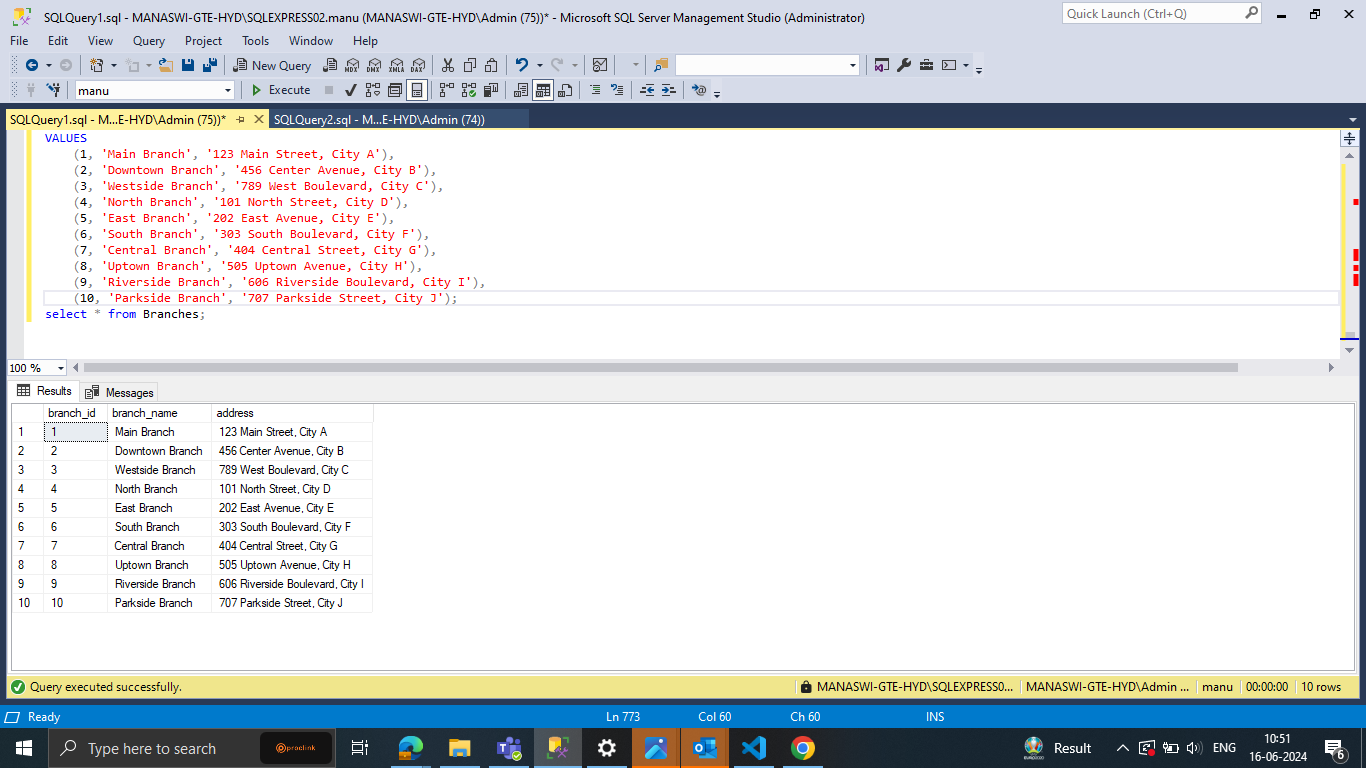 SQLQuery1.sql - MANASWI-GTE-HYD\SQLEXPRESS02.manu (MANASWI-GTE-HYD\Admin (75))* - Microsoft SQL Server Management Studio (Administrator)
Quick Launch (Ctrl+Q)
File Edit View Query Project Tools Window Help
New Query MDX DMX XMLA DAX
manu Execute
SQLQuery1.sql - M...E-HYD\Admin (75))* SQLQuery2.sql - M...E-HYD\Admin (74))
VALUES
(1, 'Main Branch', '123 Main Street, City A'),
(2, 'Downtown Branch', '456 Center Avenue, City B'),
(3, 'Westside Branch', '789 West Boulevard, City C'),
(4, 'North Branch', '101 North Street, City D'),
(5, 'East Branch', '202 East Avenue, City E'),
(6, 'South Branch', '303 South Boulevard, City F'),
(7, 'Central Branch', '404 Central Street, City G'),
(8, 'Uptown Branch', '505 Uptown Avenue, City H'),
(9, 'Riverside Branch', '606 Riverside Boulevard, City I'),
(10, 'Parkside Branch', '707 Parkside Street, City J');
select * from Branches;
100 %
Results Messages
branch_id branch_name address
1 1 Main Branch 123 Main Street, City A
2 2 Downtown Branch 456 Center Avenue, City B
3 3 Westside Branch 789 West Boulevard, City C
4 4 North Branch 101 North Street, City D
5 5 East Branch 202 East Avenue, City E
6 6 South Branch 303 South Boulevard, City F
7 7 Central Branch 404 Central Street, City G
8 8 Uptown Branch 505 Uptown Avenue, City H
9 9 Riverside Branch 606 Riverside Boulevard, City I
10 10 Parkside Branch 707 Parkside Street, City J
Query executed successfully. MANASWI-GTE-HYD\SQLEXPRESS0... MANASWI-GTE-HYD\Admin ... manu 00:00:00 10 rows
Ready Ln 773 Col 60 Ch 60 INS
Type here to search proclink Result ENG 10:51
16-06-2024 6